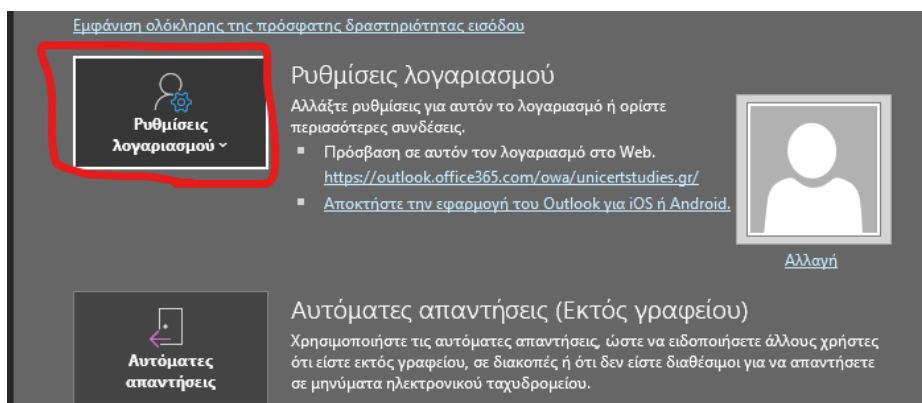 Εμφάνιση ολόκληρης της πρόσφατης δραστηριότητας εισόδου
Ρυθμίσεις
λογαριασμού
Ρυθμίσεις λογαριασμού
Αλλάξτε ρυθμίσεις για αυτόν το λογαριασμό ή ορίστε
περισσότερες συνδέσεις.
Πρόσβαση σε αυτόν τον λογαριασμό στο Web.
https://outlook.office365.com/owa/unicertstudies.gr/
Αποκτήστε την εφαρμογή του Outlook για iOS ή Android.
Αλλαγή
Αυτόματες
απαντήσεις
Αυτόματες απαντήσεις (Εκτός γραφείου)
Χρησιμοποιήστε τις αυτόματες απαντήσεις, ώστε να ειδοποιήσετε άλλους χρήστες
ότι είστε εκτός γραφείου, σε διακοπές ή ότι δεν είστε διαθέσιμοι για να απαντήσετε
σε μηνύματα ηλεκτρονικού ταχυδρομείου.